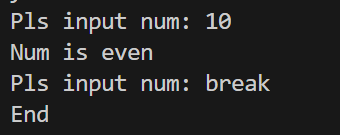 Pls input num: 10
Num is even
Pls input num: break
End